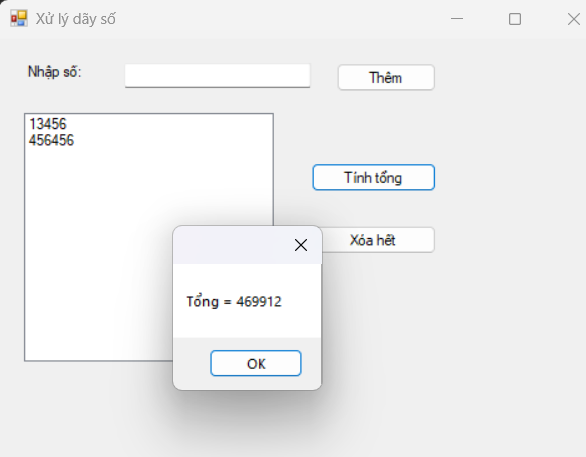 Xử lý dãy số
Nhập số:
Thêm
13456
456456
Tính tổng
Xóa hết
Tổng = 469912
OK